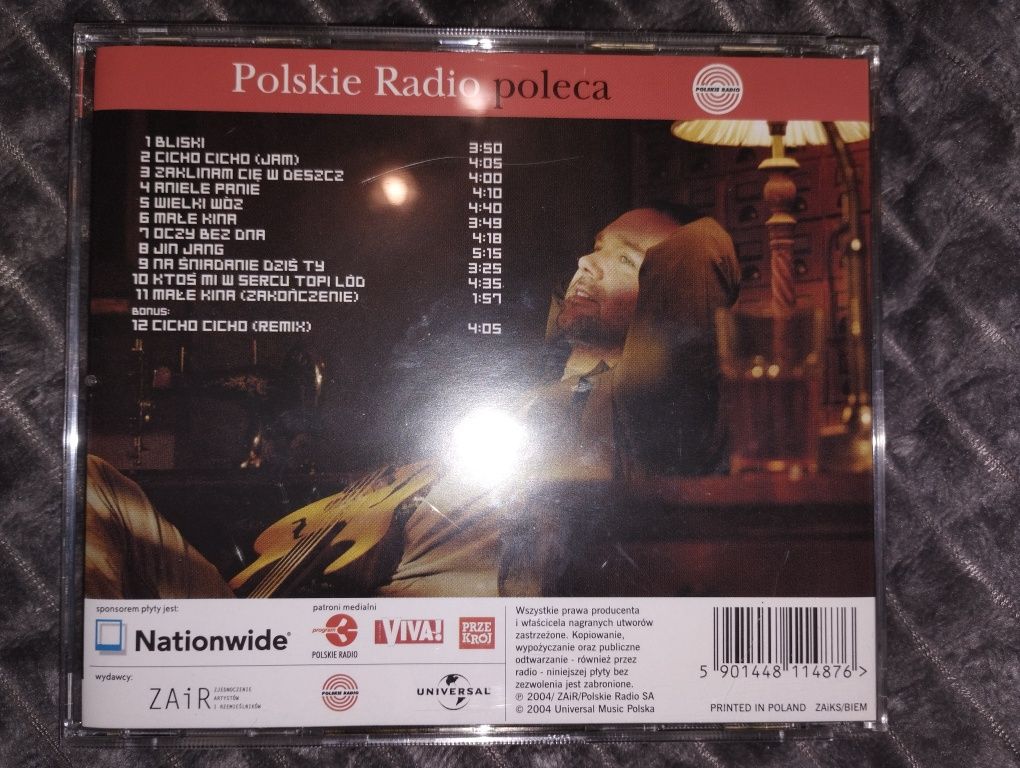 Polskie Radio poleca
POLSKIE RADIO
1 BLISKI 3:50
2 CICHO CICHO (JAM) 4:05
3 ZAKLINAM CIĘ W DESZCZ 4:00
4 ANIELE PANIE 4:10
5 WIELKI WÓZ 4:40
6 MAŁE KINA 3:49
7 OCZY BEZ DNA 4:18
8 JIN JANG 5:15
9 NA ŚNIADANIE DZIŚ TY 3:25
10 KTOŚ MI W SERCU TOPI LÓD 4:35
11 MAŁE KINA (ZAKOŃCZENIE) 1:57
BONUS:
12 CICHO CICHO (REMIX) 4:05
sponsorem płyty jest:
Nationwide®
patroni medialni
program 3
POLSKIE RADIO
VIVA!
PRZE
KRÓJ
wydawcy:
ZAiR
ZJEDNOCZENIE
ARTYSTÓW
I RZEMIEŚLNIKÓW
POLSKIE RADIO
UNIVERSAL
Wszystkie prawa producenta
i właściciela nagranych utworów
zastrzeżone. Kopiowanie,
wypożyczanie oraz publiczne
odtwarzanie - również przez
radio - niniejszej płyty bez
zezwolenia jest zabronione.
℗ 2004/ ZAiR/Polskie Radio SA
© 2004 Universal Music Polska
5 901448 114876 >
PRINTED IN POLAND ZAiKS/BIEM